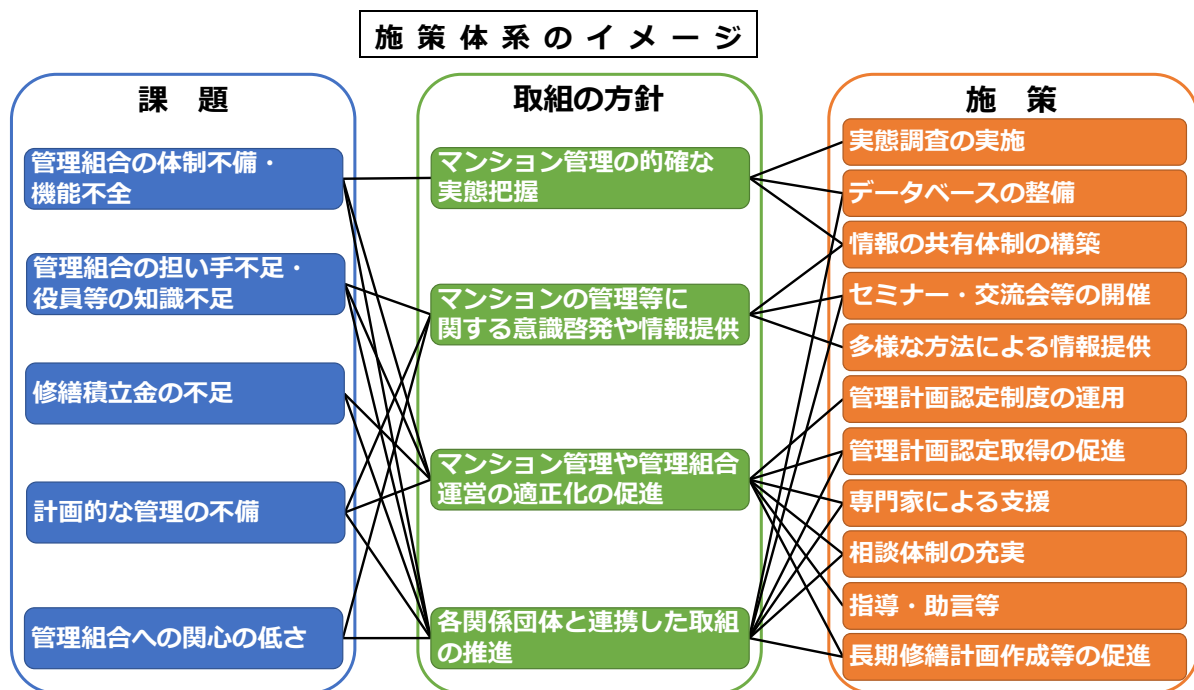 施策体系のイメージ
課 題
管理組合の体制不備・
機能不全
管理組合の担い手不足・
役員等の知識不足
修繕積立金の不足
計画的な管理の不備
管理組合への関心の低さ
取組の方針
マンション管理の的確な
実態把握
マンションの管理等に
関する意識啓発や情報提供
マンション管理や管理組合
運営の適正化の促進
各関係団体と連携した取組
の推進
施 策
実態調査の実施
データベースの整備
情報の共有体制の構築
セミナー・交流会等の開催
多様な方法による情報提供
管理計画認定制度の運用
管理計画認定取得の促進
専門家による支援
相談体制の充実
指導・助言等
長期修繕計画作成等の促進